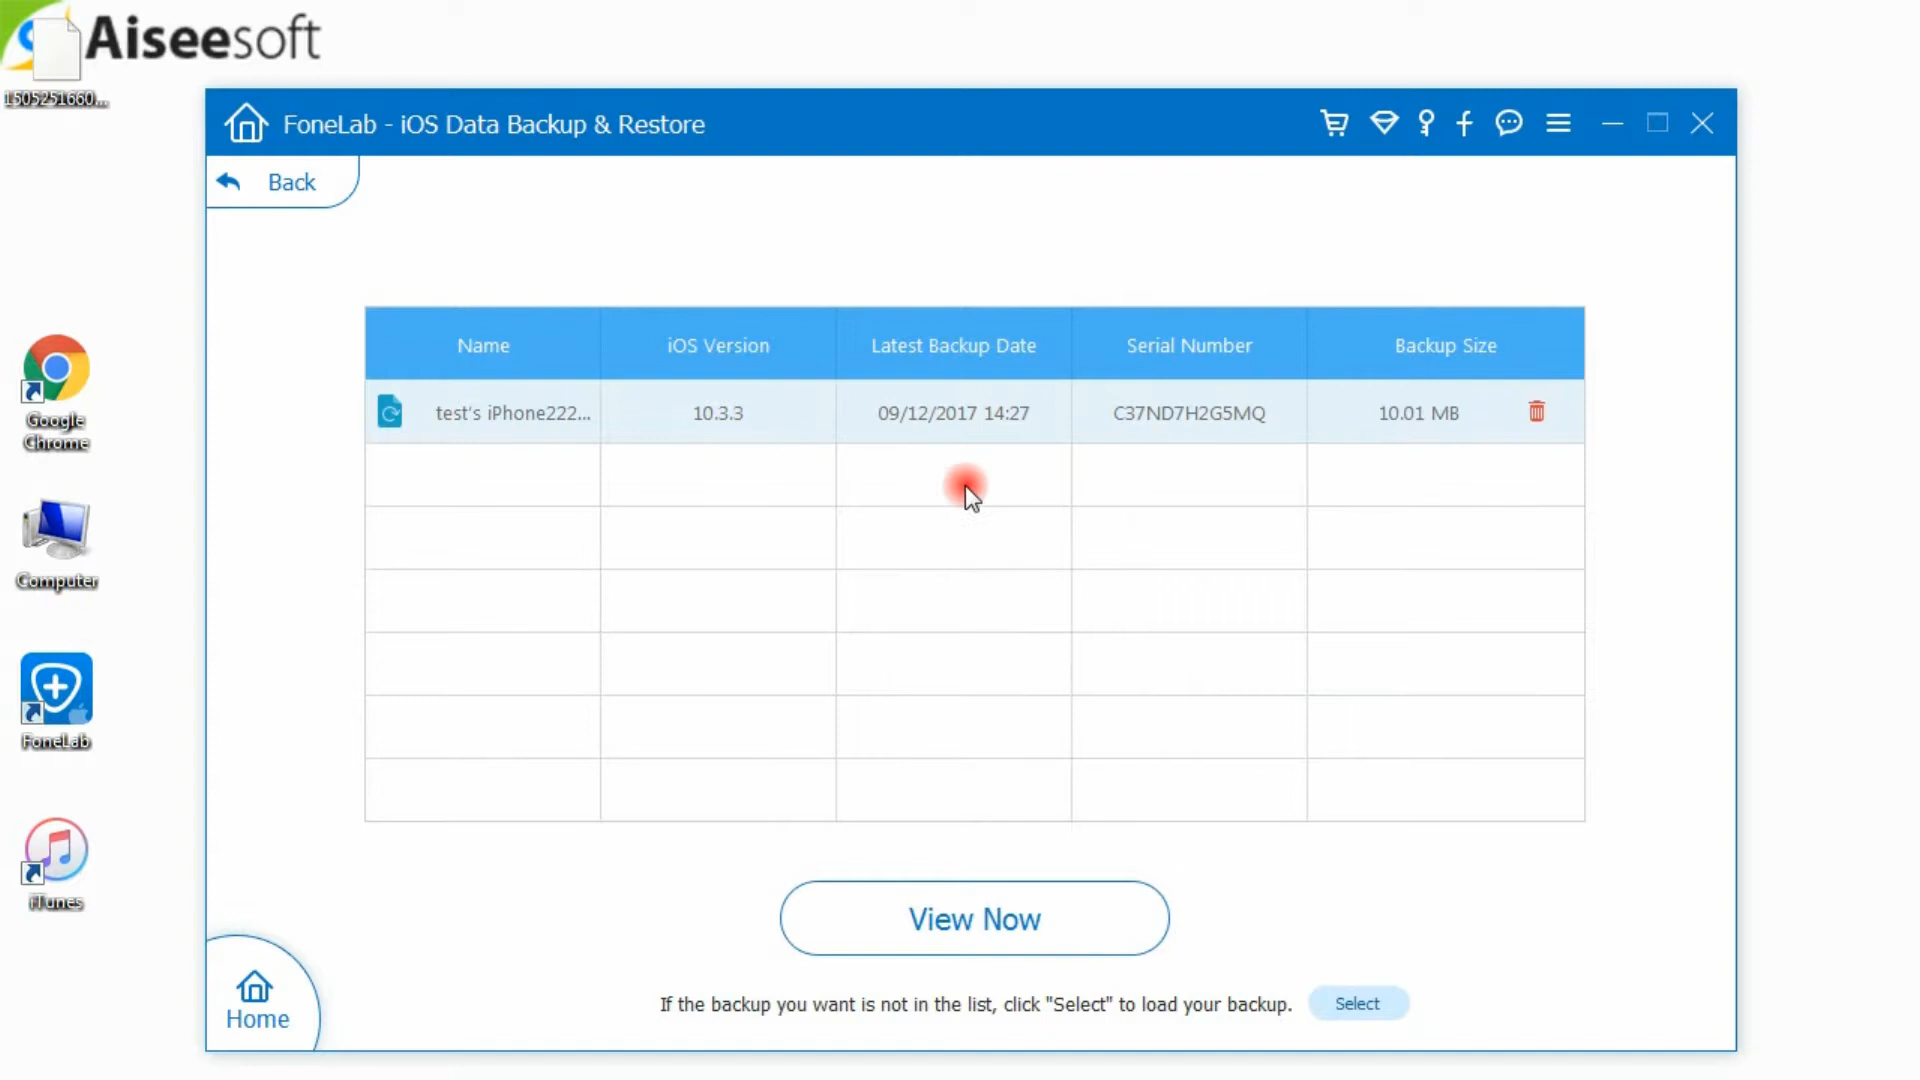 Aiseesoft
1505251660...
FoneLab - iOS Data Backup & Restore
Back
Name iOS Version Latest Backup Date Serial Number Backup Size
test's iPhone222... 10.3.3 09/12/2017 14:27 C37ND7H2G5MQ 10.01 MB
Google
Chrome
Computer
FoneLab
iTunes
View Now
If the backup you want is not in the list, click "Select" to load your backup. Select
Home